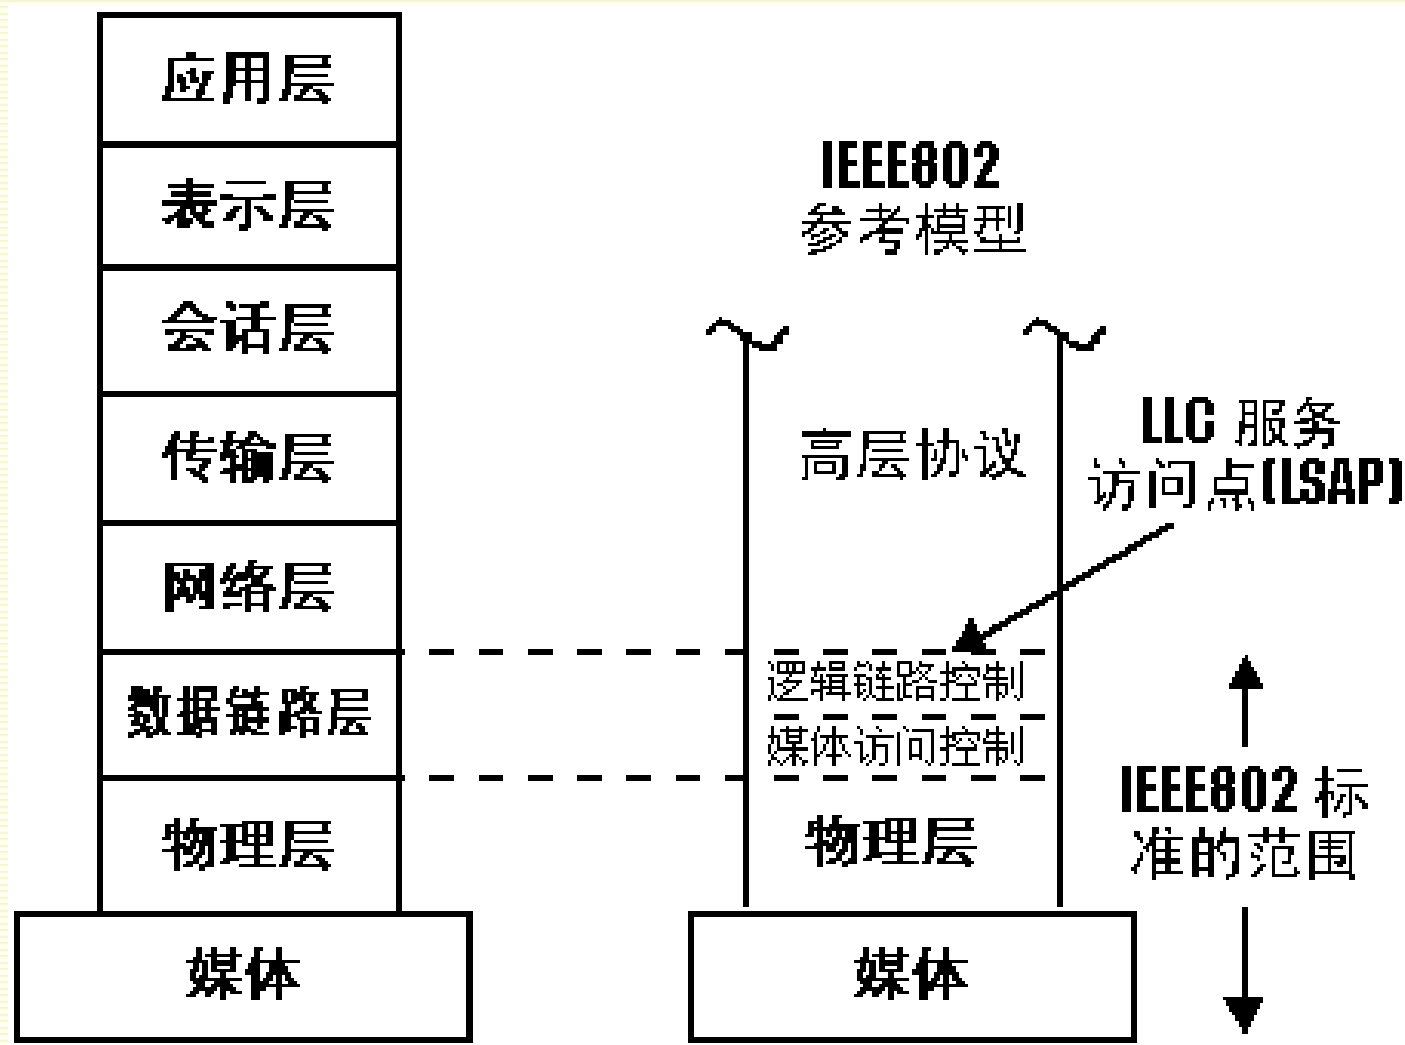 应用层
表示层
会话层
传输层
网络层
数据链路层
物理层
媒体
IEEE802
参考模型
高层协议
LLC 服务
访问点(LSAP)
逻辑链路控制
媒体访问控制
物理层
媒体
IEEE802 标
准的范围